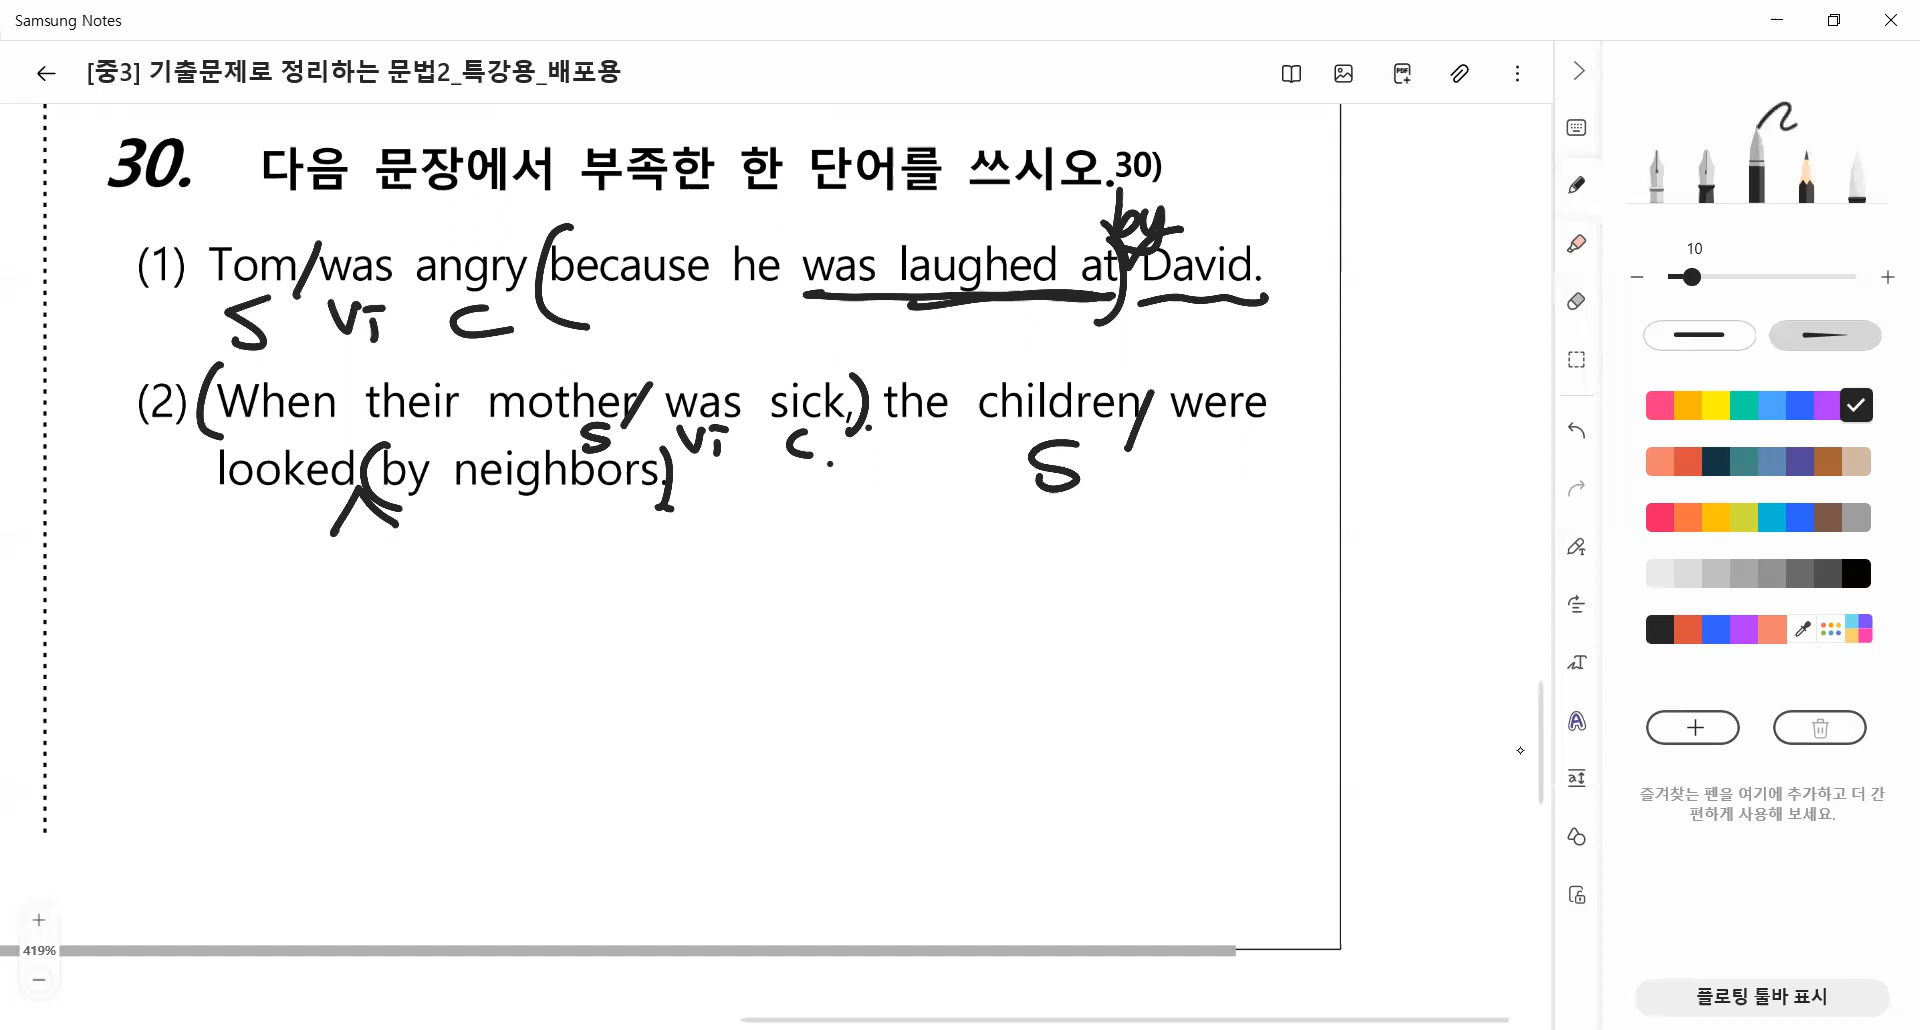 Samsung Notes
[중3] 기출문제로 정리하는 문법2_특강용_배포용
30. 다음 문장에서 부족한 한 단어를 쓰시오.30)
by
(1) Tom/was angry (because he was laughed at) David.
S Vi C
(2) (When their mother/ was sick,). the children/ were
S Vi C S
looked (by neighbors.)
10
즐겨찾는 펜을 여기에 추가하고 더 간
편하게 사용해 보세요.
419%
플로팅 툴바 표시